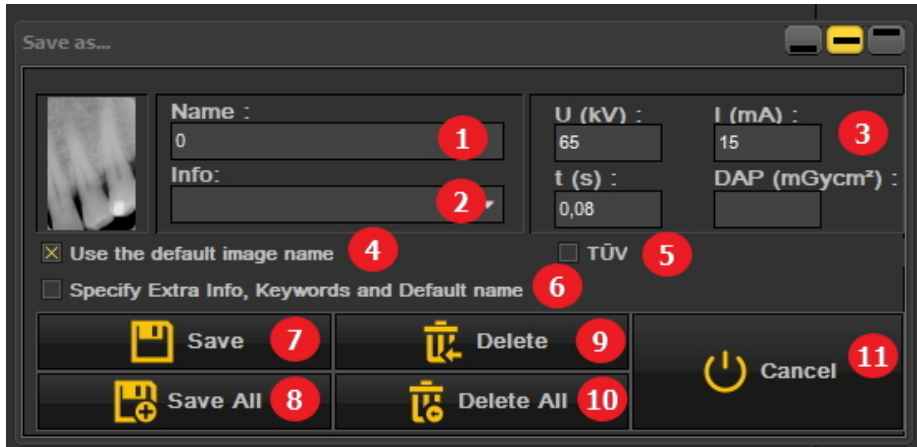 Save as...
Name :
0
1
Info:
2
U (kV) :
65
I (mA) :
15
3
t (s) :
0,08
DAP (mGycm²) :
Use the default image name
4
TŪV
5
Specify Extra Info, Keywords and Default name
6
Save
7
Delete
9
Cancel
11
Save All
8
Delete All
10